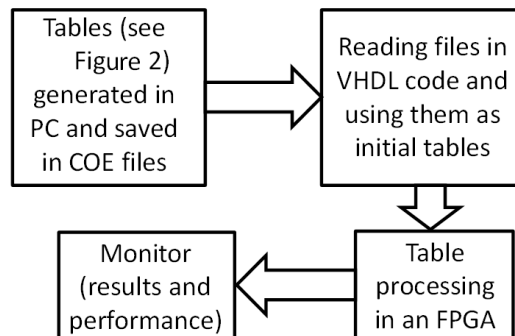 Tables (see
Figure 2)
generated in
PC and saved
in COE files
Reading files in
VHDL code and
using them as
initial tables
Table
processing
in an FPGA
Monitor
(results and
performance)